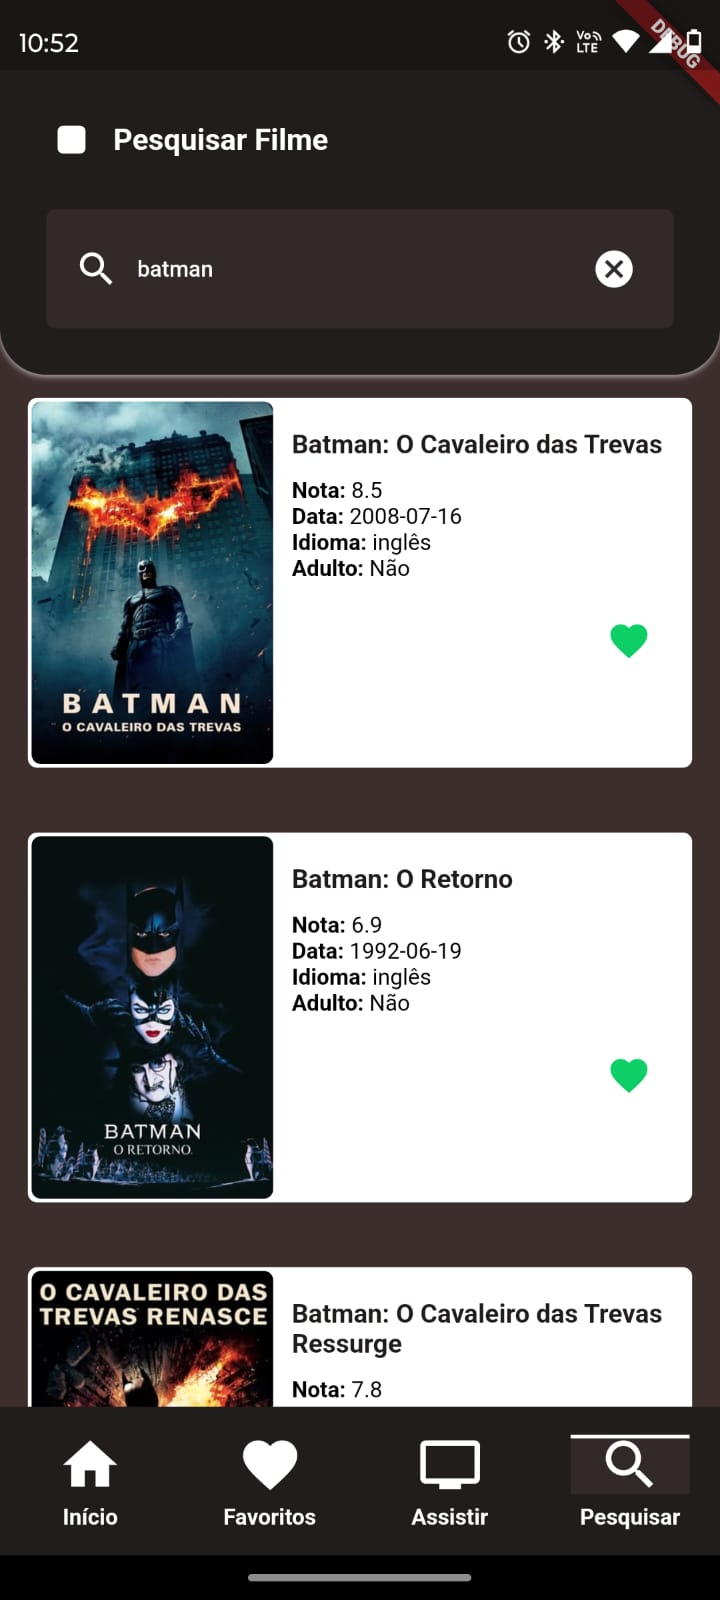 10:52
Vo))
LTE
DEBUG
Pesquisar Filme
batman
BATMAN
O CAVALEIRO DAS TREVAS
Batman: O Cavaleiro das Trevas
Nota: 8.5
Data: 2008-07-16
Idioma: inglês
Adulto: Não
BATMAN
O RETORNO
Batman: O Retorno
Nota: 6.9
Data: 1992-06-19
Idioma: inglês
Adulto: Não
O CAVALEIRO DAS
TREVAS RENASCE
Batman: O Cavaleiro das Trevas
Ressurge
Nota: 7.8
Início
Favoritos
Assistir
Pesquisar